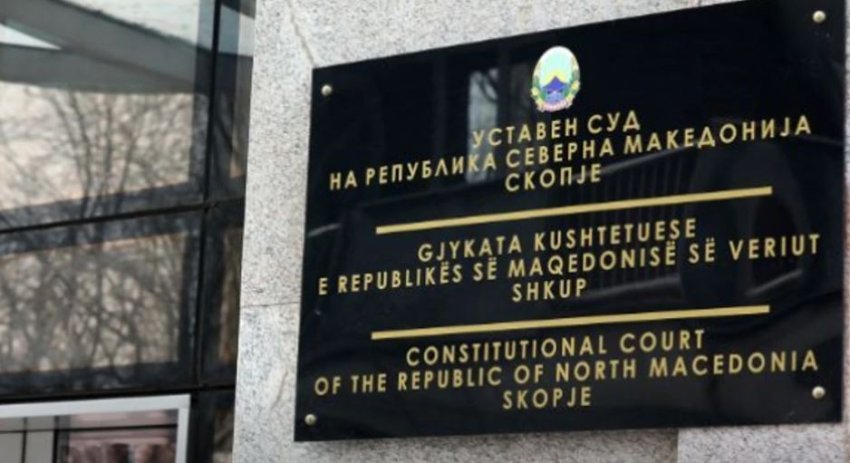 УСТАВЕН СУД
НА РЕПУБЛИКА СЕВЕРНА МАКЕДОНИЈА
СКОПЈЕ
GJYKATA KUSHTETUESE
E REPUBLIKËS SË MAQEDONISË SË VERIUT
SHKUP
CONSTITUTIONAL COURT
OF THE REPUBLIC OF NORTH MACEDONIA
SKOPJE